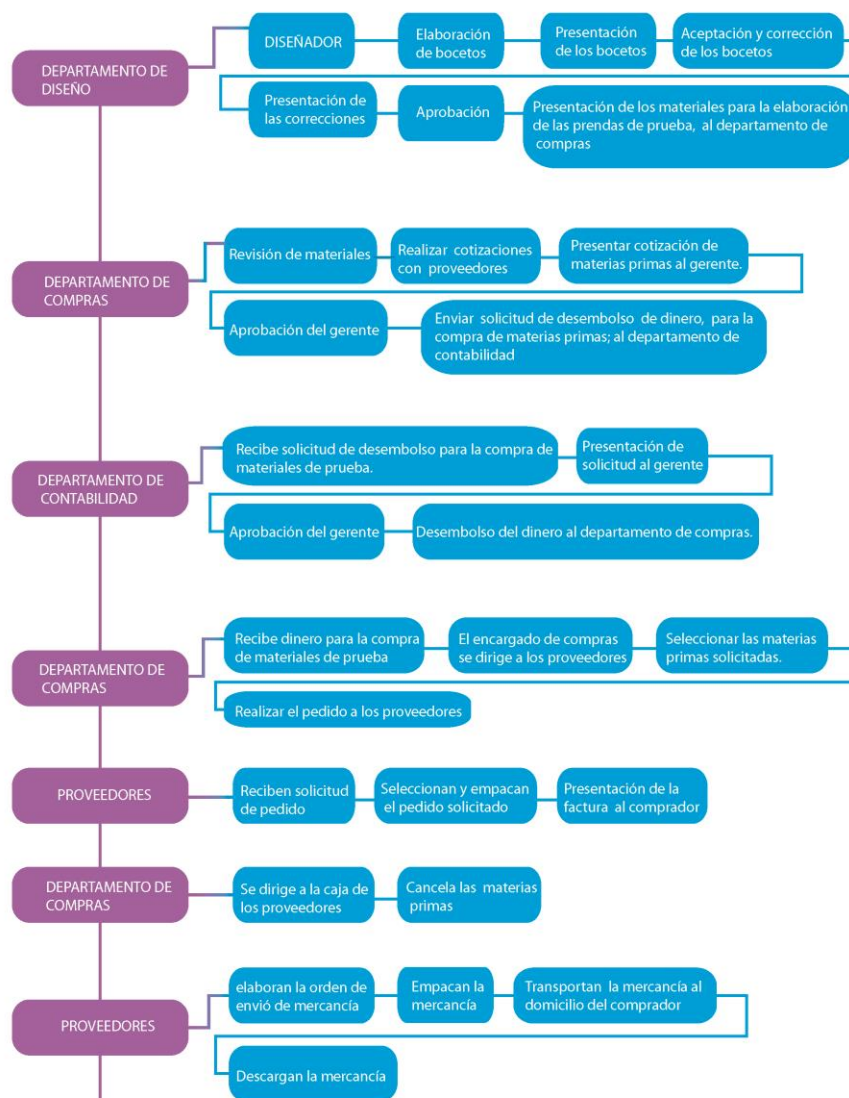 DEPARTAMENTO DE
DISEÑO
DISEÑADOR
Elaboración
de bocetos
Presentación
de los bocetos
Aceptación y corrección
de los bocetos
Presentación de
las correcciones
Aprobación
Presentación de los materiales para la elaboración
de las prendas de prueba, al departamento de
compras
DEPARTAMENTO DE
COMPRAS
Revisión de materiales
Realizar cotizaciones
con proveedores
Presentar cotización de
materias primas al gerente.
Aprobación del gerente
Enviar solicitud de desembolso de dinero, para la
compra de materias primas; al departamento de
contabilidad
DEPARTAMENTO DE
CONTABILIDAD
Recibe solicitud de desembolso para la compra de
materiales de prueba.
Presentación de
solicitud al gerente
Aprobación del gerente
Desembolso del dinero al departamento de compras.
DEPARTAMENTO DE
COMPRAS
Recibe dinero para la compra
de materiales de prueba
El encargado de compras
se dirige a los proveedores
Seleccionar las materias
primas solicitadas.
Realizar el pedido a los proveedores
PROVEEDORES
Reciben solicitud
de pedido
Seleccionan y empacan
el pedido solicitado
Presentación de la
factura al comprador
DEPARTAMENTO DE
COMPRAS
Se dirige a la caja de
los proveedores
Cancela las materias
primas
PROVEEDORES
elaboran la orden de
envió de mercancía
Empacan la
mercancía
Transportan la mercancía al
domicilio del comprador
Descargan la mercancía